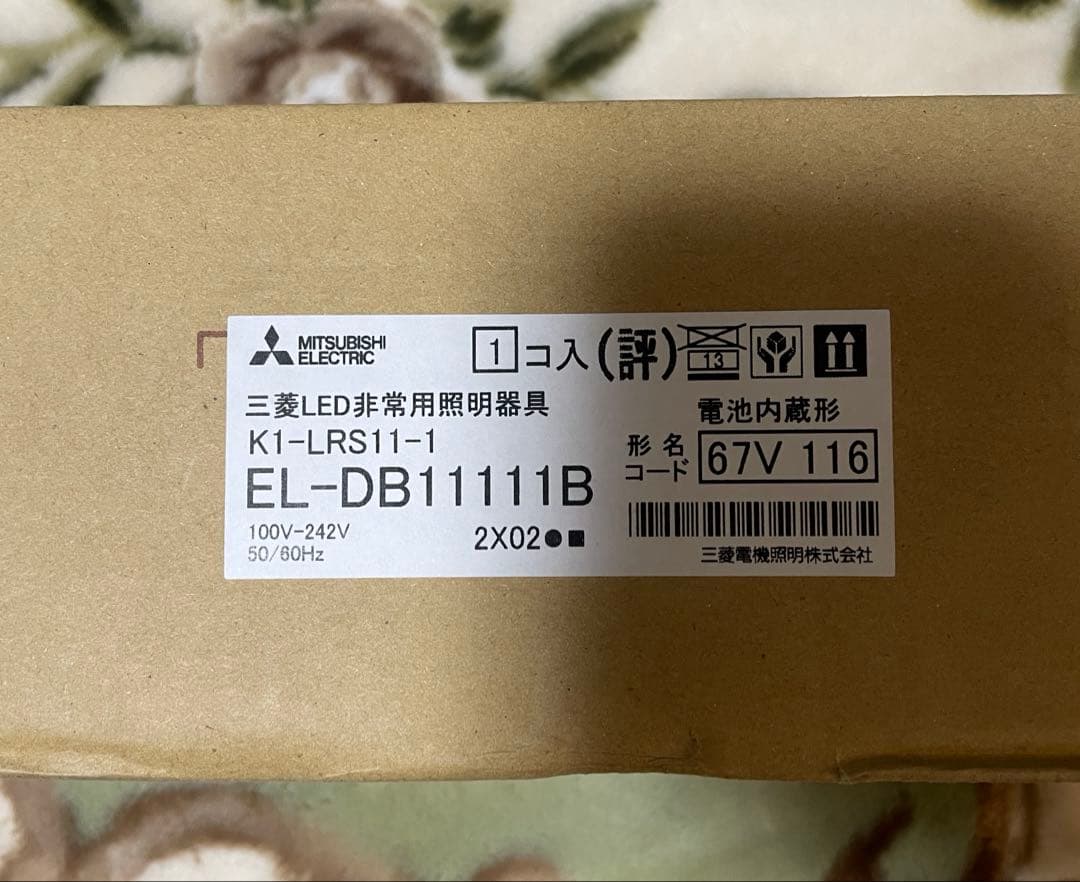 MITSUBISHI
ELECTRIC
1コ入(評)
13
三菱LED非常用照明器具
電池内蔵形
K1-LRS11-1
形名
コード
67V 116
EL-DB11111B
100V-242V
50/60Hz
2X02●■
三菱電機照明株式会社